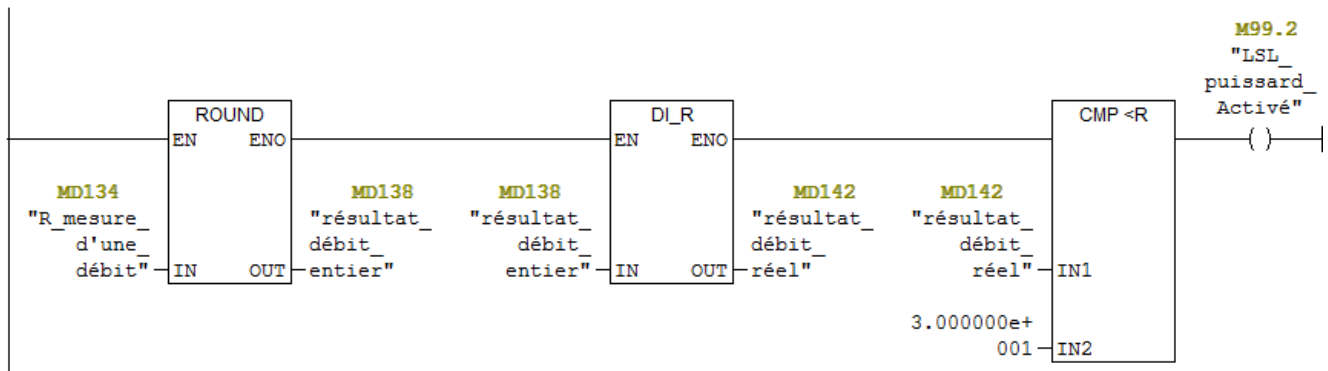 M99.2
"LSL_
puissard_
Activé"
ROUND
EN ENO
DI_R
EN ENO
CMP <R
MD134
"R_mesure_
d'une_
débit"
IN OUT
MD138
"résultat_
débit_
entier"
MD138
"résultat_
débit_
entier"
IN OUT
MD142
"résultat_
débit_
réel"
MD142
"résultat_
débit_
réel"
IN1
3.000000e+
001
IN2
( )